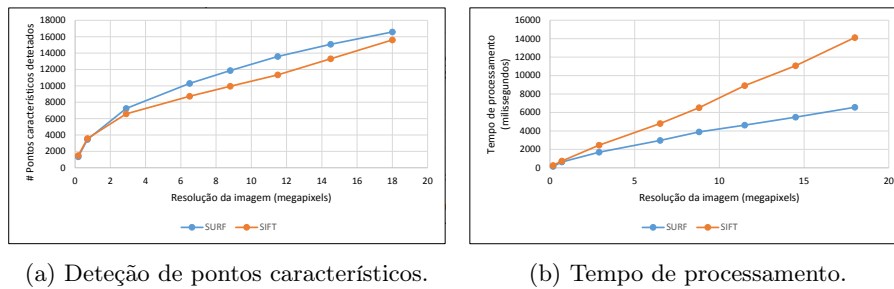 18000
16000
14000
12000
10000
8000
6000
4000
2000
0
# Pontos característicos detetados
0 2 4 6 8 10 12 14 16 18 20
Resolução da imagem (megapixels)
SURF SIFT
(a) Deteção de pontos característicos.
16000
14000
12000
10000
8000
6000
4000
2000
0
Tempo de processamento
(milissegundos)
0 5 10 15 20
Resolução da imagem (megapixels)
SURF SIFT
(b) Tempo de processamento.